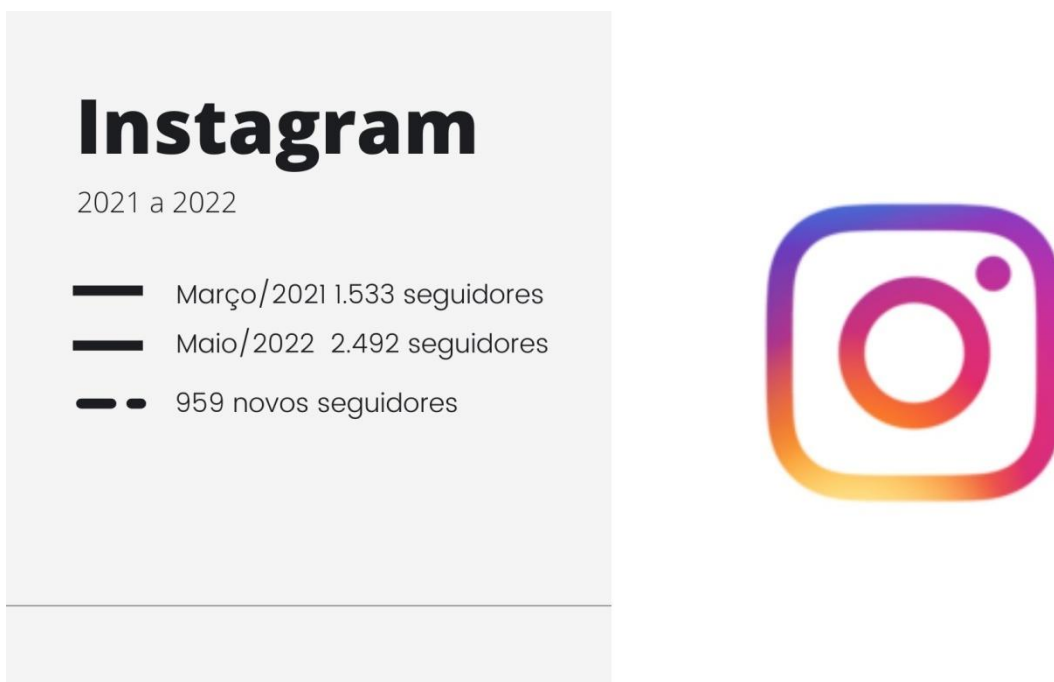 Instagram
2021 a 2022
Março/2021 1.533 seguidores
Maio/2022 2.492 seguidores
959 novos seguidores